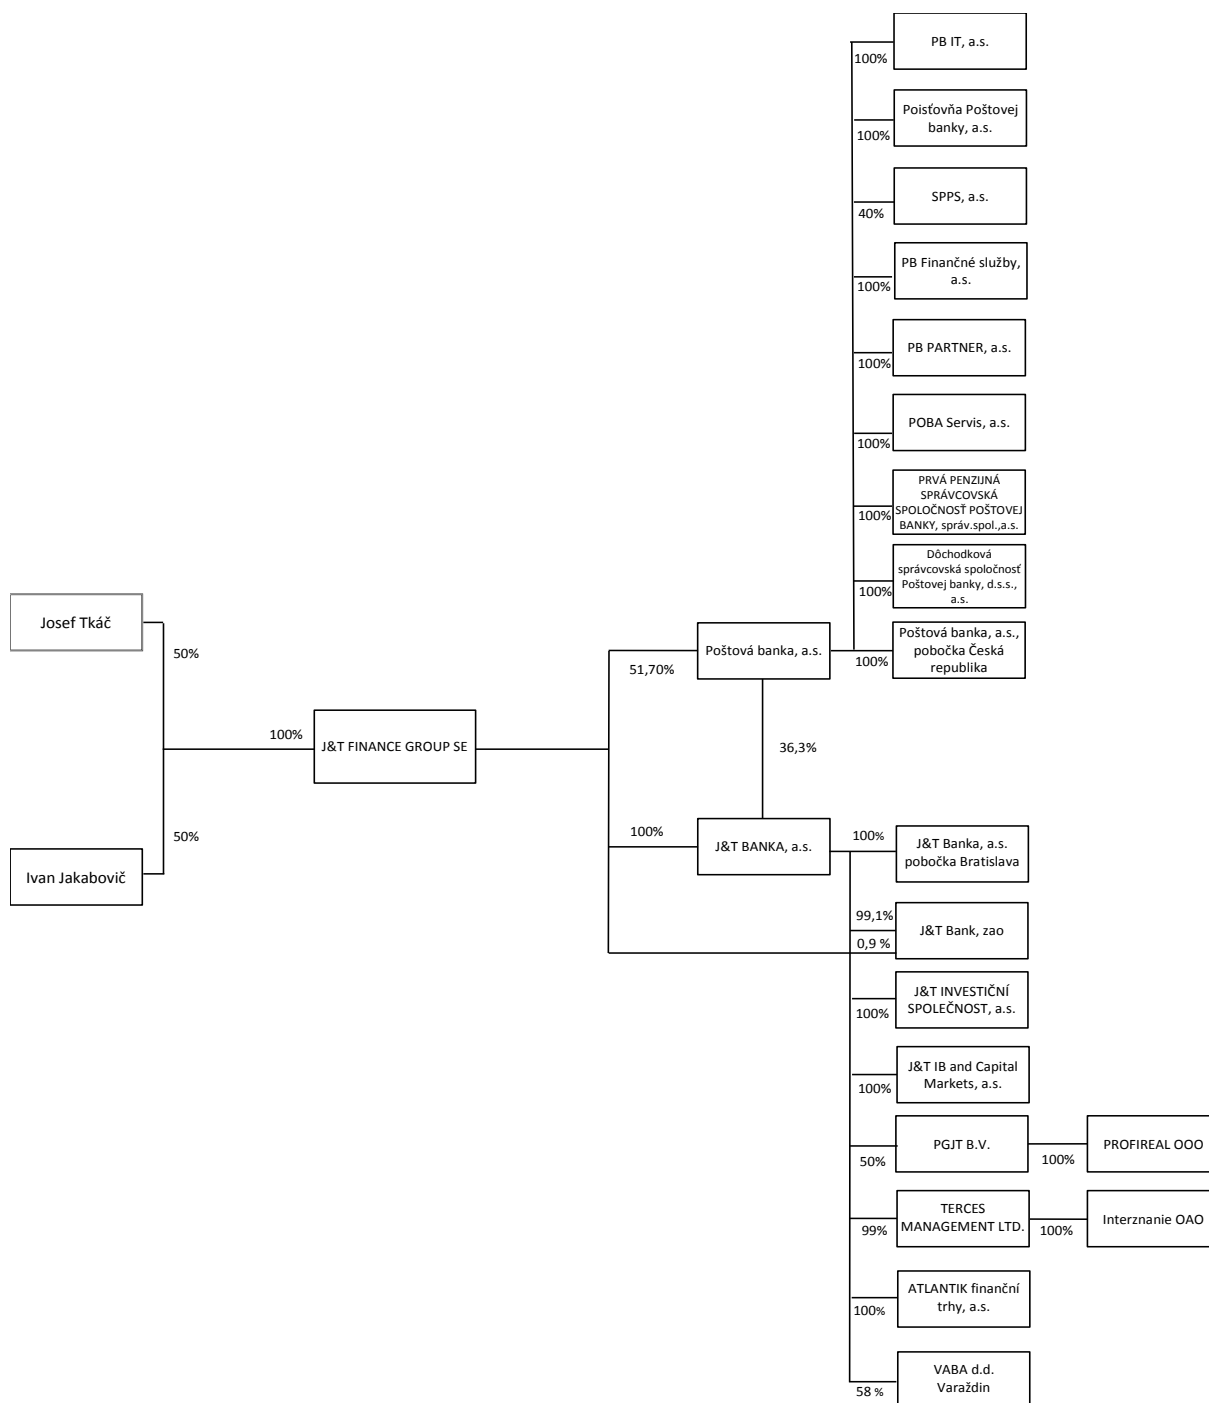 PB IT, a.s.
100%
Poisťovňa Poštovej
banky, a.s.
100%
SPPS, a.s.
40%
PB Finančné služby,
a.s.
100%
PB PARTNER, a.s.
100%
POBA Servis, a.s.
100%
PRVÁ PENZIJNÁ
SPRÁVCOVSKÁ
SPOLOČNOSŤ POŠTOVEJ
BANKY, správ.spol.,a.s.
100%
Dôchodková
správcovská spoločnosť
Poštovej banky, d.s.s.,
a.s.
100%
Josef Tkáč
50%
Poštová banka, a.s.
51,70%
Poštová banka, a.s.,
pobočka Česká
republika
100%
100%
J&T FINANCE GROUP SE
36,3%
50%
Ivan Jakabovič
100%
J&T BANKA, a.s.
100%
J&T Banka, a.s.
pobočka Bratislava
99,1%
0,9 %
J&T Bank, zao
J&T INVESTIČNÍ
SPOLEČNOST, a.s.
100%
J&T IB and Capital
Markets, a.s.
100%
PGJT B.V.
50%
100%
PROFIREAL OOO
TERCES
MANAGEMENT LTD.
99%
100%
Interznanie OAO
ATLANTIK finanční
trhy, a.s.
100%
VABA d.d.
Varaždin
58 %